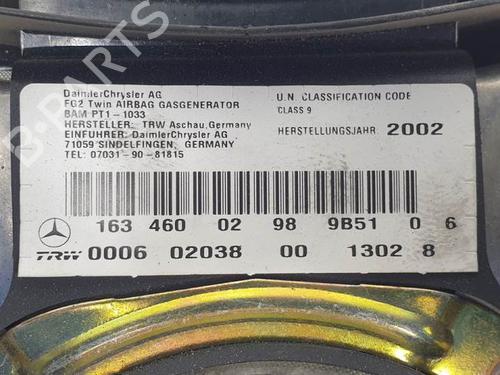 DaimlerChrysler AG
FG2 Twin AIRBAG GASGENERATOR
BAM PT1-1033
HERSTELLER: TRW Aschau, Germany
EINFUHRER: DaimlerChrysler AG
71059 SINDELFINGEN, GERMANY
TEL: 07031-90-81815
U.N. CLASSIFICATION CODE
CLASS 9
HERSTELLUNGSJAHR 2002
163 460 02 98 9B51 0 6
TRW 0006 02038 00 1302 8
B-PARTS